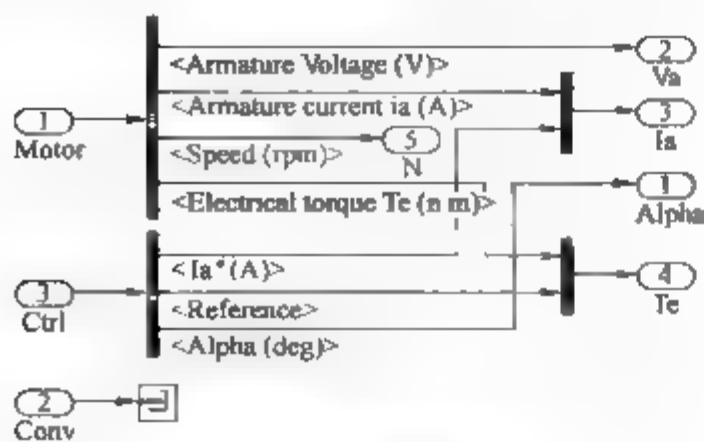 2
<Armature Voltage (V)>
Va
<Armature current ia (A)>
3
1
Ia
Motor
5
<Speed (rpm)>
N
<Electrical torque Te (n m)>
1
Alpha
<Ia* (A)>
4
3
<Reference>
Te
Ctrl
<Alpha (deg)>
2
Conv